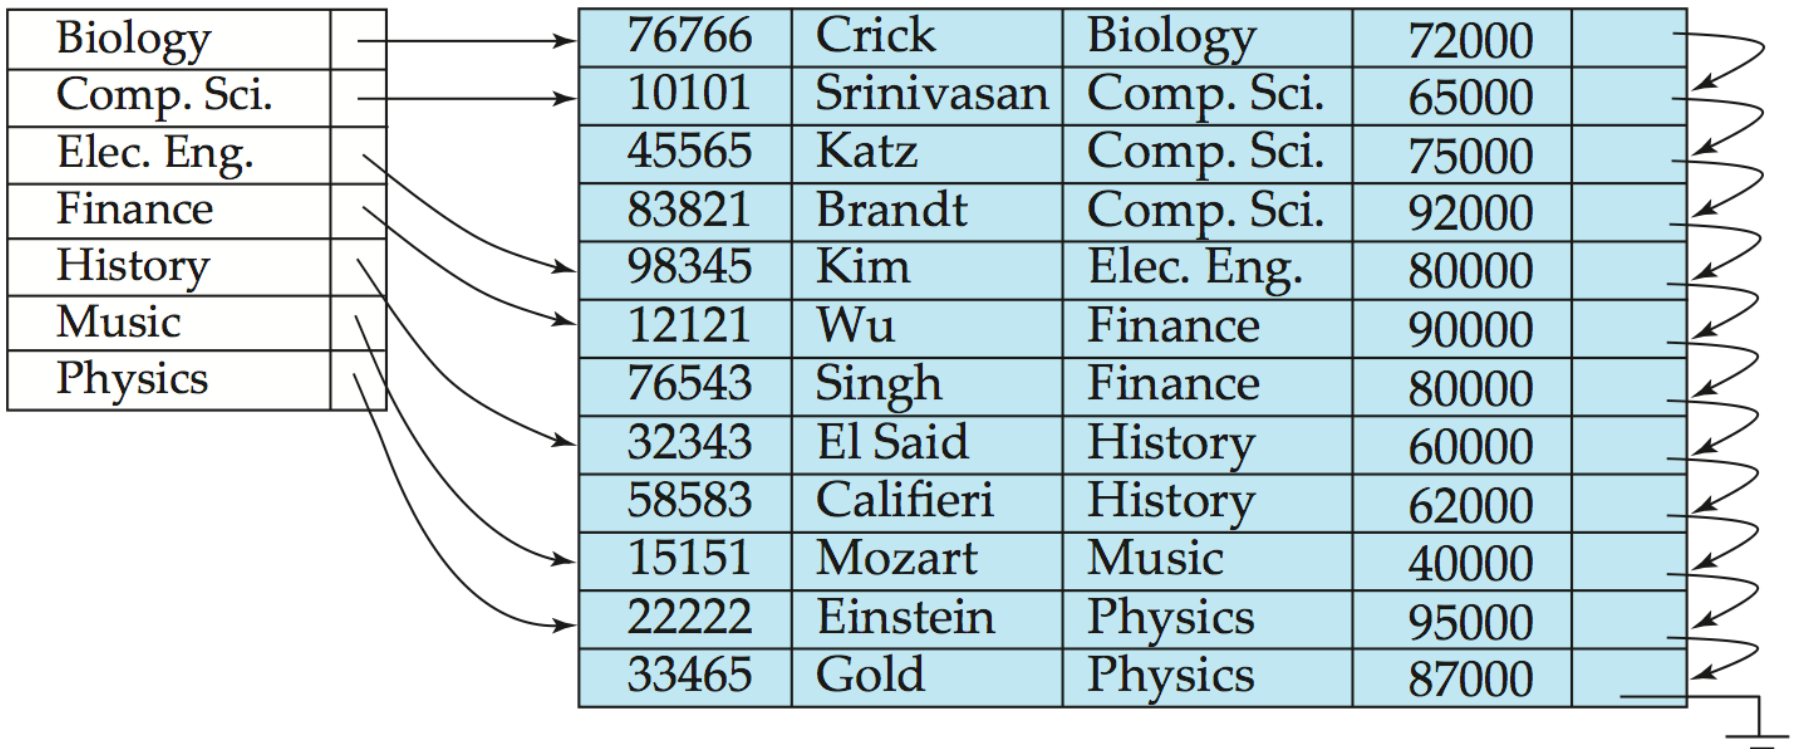 Biology
Comp. Sci.
Elec. Eng.
Finance
History
Music
Physics
76766 Crick Biology 72000
10101 Srinivasan Comp. Sci. 65000
45565 Katz Comp. Sci. 75000
83821 Brandt Comp. Sci. 92000
98345 Kim Elec. Eng. 80000
12121 Wu Finance 90000
76543 Singh Finance 80000
32343 El Said History 60000
58583 Califieri History 62000
15151 Mozart Music 40000
22222 Einstein Physics 95000
33465 Gold Physics 87000